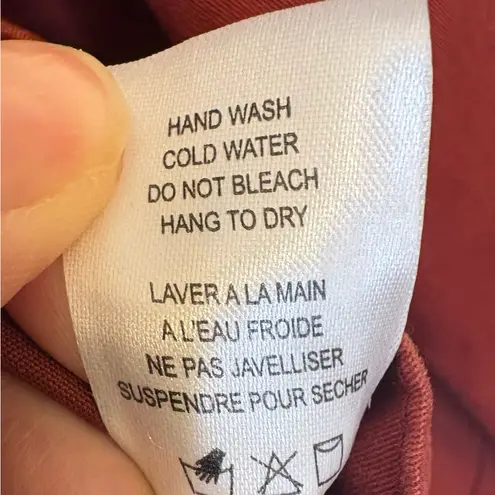 HAND WASH
COLD WATER
DO NOT BLEACH
HANG TO DRY
LAVER A LA MAIN
A L'EAU FROIDE
NE PAS JAVELLISER
SUSPENDRE POUR SECHER